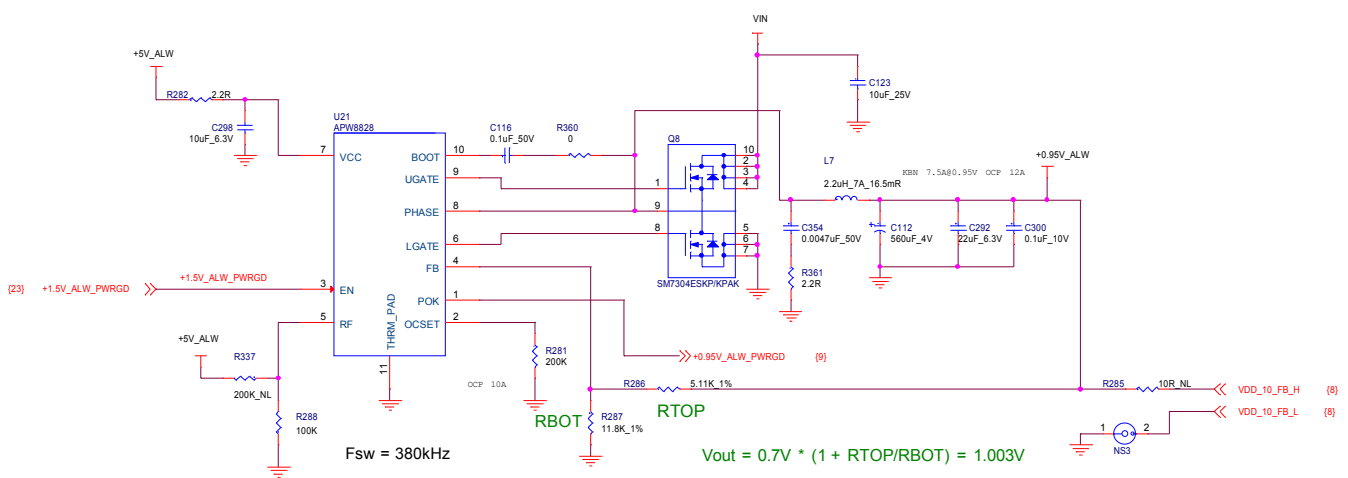 VIN
+5V_ALW
R282
2.2R
C298
10uF_6.3V
C123
10uF_25V
U21
APW8828
C116
0.1uF_50V
R360
0
Q8
7
VCC
BOOT
10
UGATE
9
PHASE
8
LGATE
6
FB
4
POK
1
OCSET
2
3
EN
5
RF
THRM_PAD
11
1
9
8
10
2
3
4
5
6
7
SM7304ESKP/KPAK
L7
2.2uH_7A_16.5mR
+0.95V_ALW
KBN 7.5A@0.95V OCP 12A
C354
0.0047uF_50V
C112
560uF_4V
C292
22uF_6.3V
C300
0.1uF_10V
R361
2.2R
{23}
+1.5V_ALW_PWRGD
+1.5V_ALW_PWRGD
+5V_ALW
R337
200K_NL
R288
100K
R281
200K
OCP 10A
+0.95V_ALW_PWRGD
{9}
R286
5.11K_1%
RTOP
RBOT
R287
11.8K_1%
R285
10R_NL
VDD_10_FB_H
{8}
VDD_10_FB_L
{8}
1
2
NS3
Fsw = 380kHz
Vout = 0.7V * (1 + RTOP/RBOT) = 1.003V